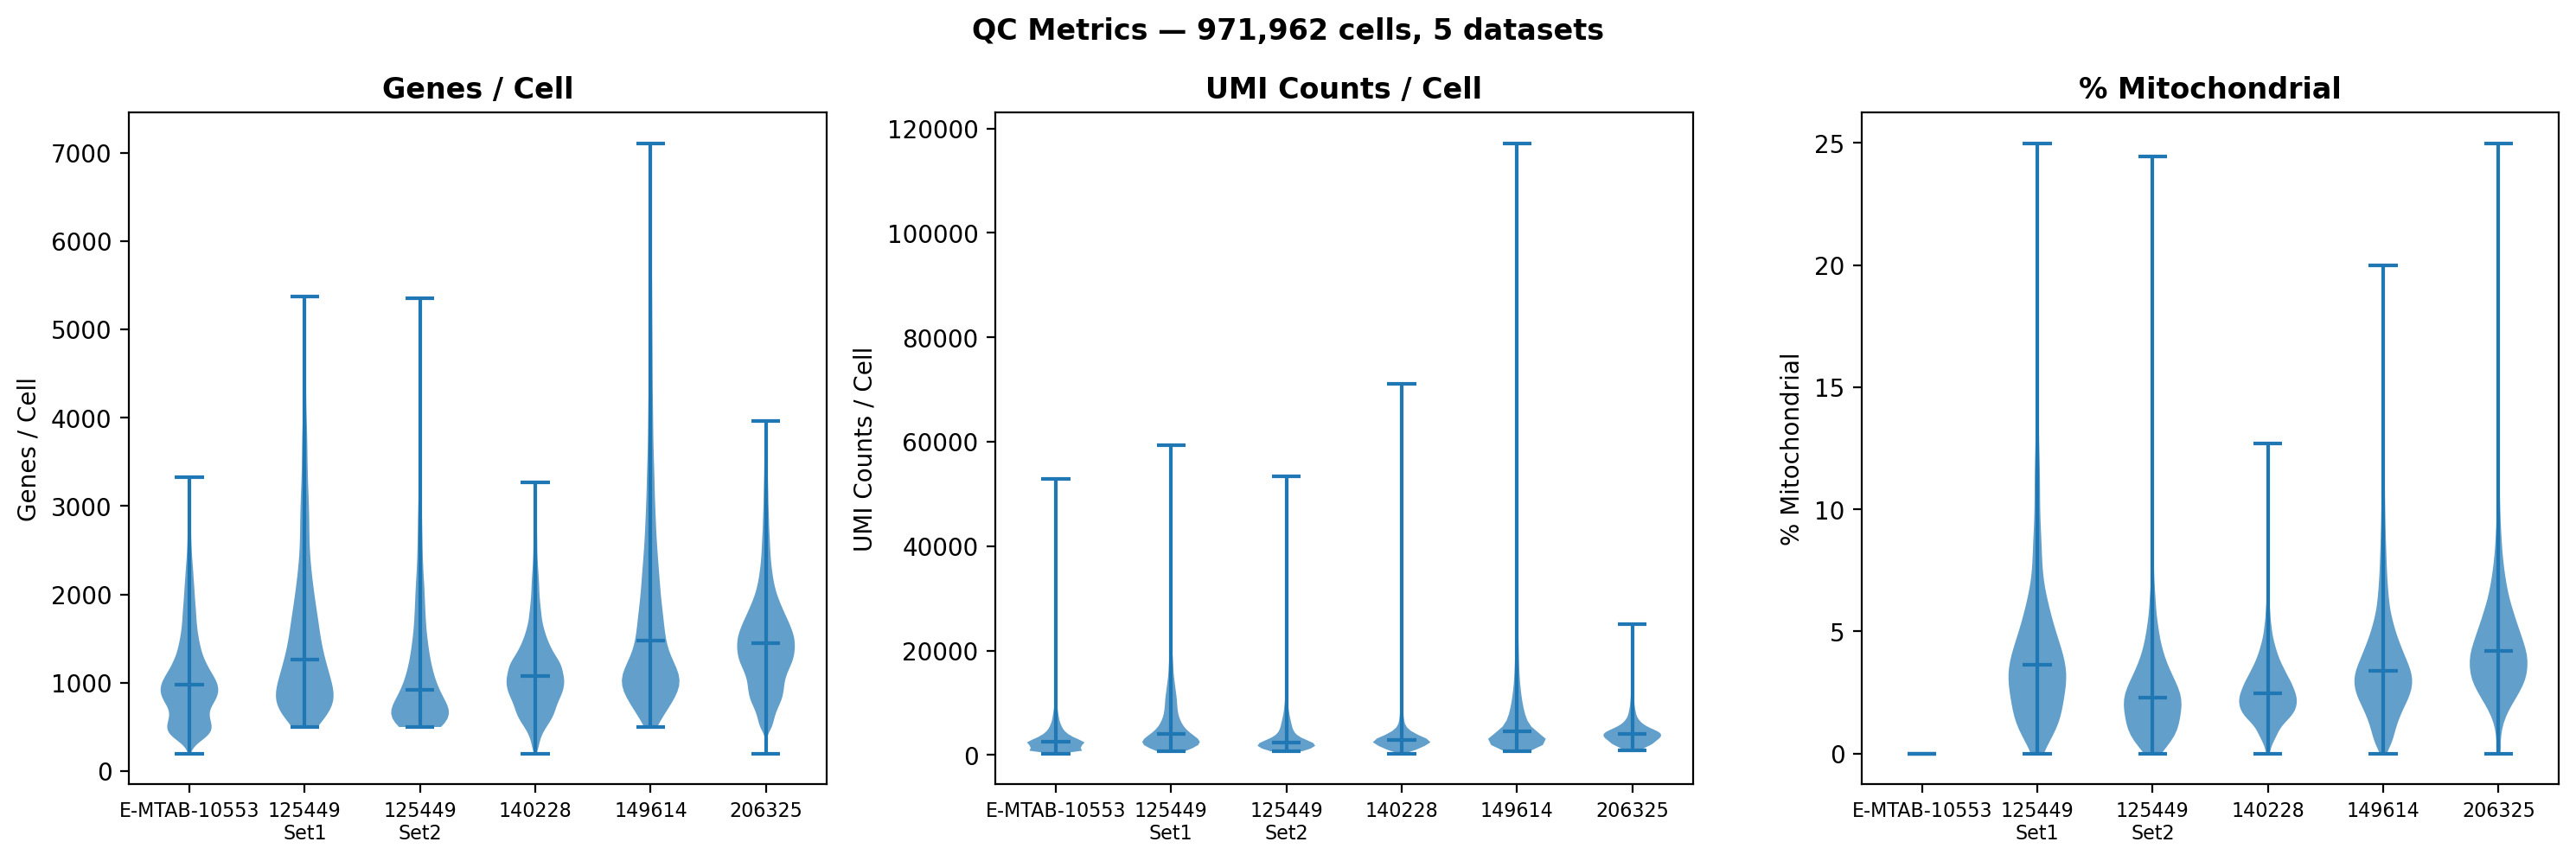 QC Metrics — 971,962 cells, 5 datasets
Genes / Cell
Genes / Cell
7000
6000
5000
4000
3000
2000
1000
0
E-MTAB-10553
125449
Set1
125449
Set2
140228
149614
206325
UMI Counts / Cell
UMI Counts / Cell
120000
100000
80000
60000
40000
20000
0
E-MTAB-10553
125449
Set1
125449
Set2
140228
149614
206325
% Mitochondrial
% Mitochondrial
25
20
15
10
5
0
E-MTAB-10553
125449
Set1
125449
Set2
140228
149614
206325